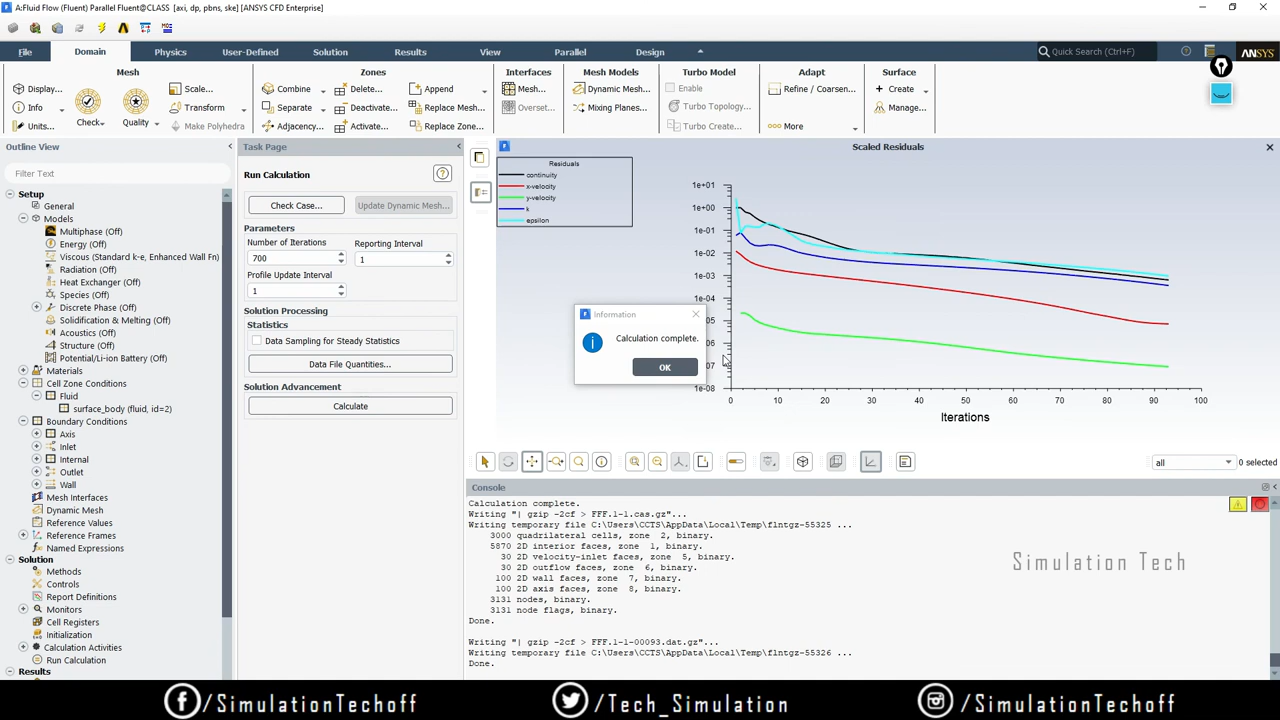 A:Fluid Flow (Fluent) Parallel Fluent@CLASS [axi, dp, pbns, ske] [ANSYS CFD Enterprise]
File Domain Physics User-Defined Solution Results View Parallel Design Quick Search (Ctrl+F) ANSYS
Mesh Zones Interfaces Mesh Models Turbo Model Adapt Surface
Display... Scale... Combine Delete... Append Mesh... Dynamic Mesh... Enable Refine / Coarsen... Create
Info Transform Separate Deactivate... Replace Mesh... Overset... Mixing Planes... Turbo Topology... Manage...
Units... Check Quality Make Polyhedra Adjacency... Activate... Replace Zone... Turbo Create... More
Outline View
Filter Text
Setup
General
Models
Multiphase (Off)
Energy (Off)
Viscous (Standard k-e, Enhanced Wall Fn)
Radiation (Off)
Heat Exchanger (Off)
Species (Off)
Discrete Phase (Off)
Solidification & Melting (Off)
Acoustics (Off)
Structure (Off)
Potential/Li-ion Battery (Off)
Materials
Cell Zone Conditions
Fluid
surface_body (fluid, id=2)
Boundary Conditions
Axis
Inlet
Internal
Outlet
Wall
Mesh Interfaces
Dynamic Mesh
Reference Values
Reference Frames
Named Expressions
Solution
Methods
Controls
Report Definitions
Monitors
Cell Registers
Initialization
Calculation Activities
Run Calculation
Results
Task Page
Run Calculation
Check Case... Update Dynamic Mesh...
Parameters
Number of Iterations Reporting Interval
700 1
Profile Update Interval
1
Solution Processing
Statistics
Data Sampling for Steady Statistics
Data File Quantities...
Solution Advancement
Calculate
Scaled Residuals
Residuals
continuity
x-velocity
y-velocity
k
epsilon
1e+01
1e+00
1e-01
1e-02
1e-03
1e-04
05
06
07
1e-08
0 10 20 30 40 50 60 70 80 90 100
Iterations
Information
Calculation complete.
OK
all 0 selected
Console
Calculation complete.
Writing "| gzip -2cf > FFF.1-1.cas.gz"...
Writing temporary file C:\Users\CCTS\AppData\Local\Temp\flntgz-55325 ...
3000 quadrilateral cells, zone 2, binary.
5870 2D interior faces, zone 1, binary.
30 2D velocity-inlet faces, zone 5, binary.
30 2D outflow faces, zone 6, binary.
100 2D wall faces, zone 7, binary.
100 2D axis faces, zone 8, binary.
3131 nodes, binary.
3131 node flags, binary.
Done.
Writing "| gzip -2cf > FFF.1-1-00093.dat.gz"...
Writing temporary file C:\Users\CCTS\AppData\Local\Temp\flntgz-55326 ...
Done.
Simulation Tech
/SimulationTechoff /Tech_Simulation /SimulationTechoff